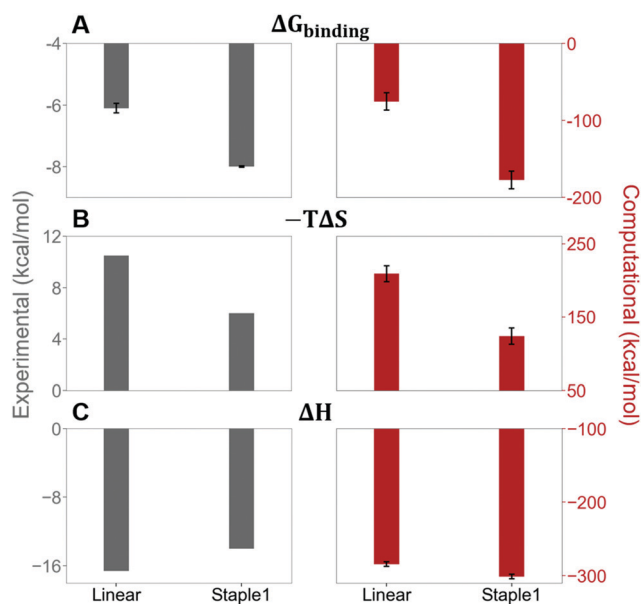 A
ΔG_binding
-4
-6
-8
0
-100
-200
B
−TΔS
12
8
4
0
250
150
50
C
ΔH
0
-8
-16
-100
-200
-300
Linear Staple1 Linear Staple1
Experimental (kcal/mol)
Computational (kcal/mol)